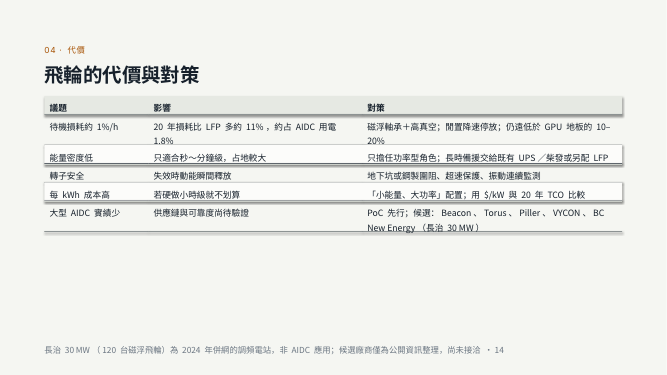 04 · 代價
飛輪的代價與對策
議題 影響 對策
待機損耗約 1%/h 20 年損耗比 LFP 多約 11%，約占 AIDC 用電 磁浮軸承＋高真空；閒置降速停放；仍遠低於 GPU 地板的 10–
1.8% 20%
能量密度低 只適合秒～分鐘級，占地較大 只擔任功率型角色；長時備援交給既有 UPS／柴發或另配 LFP
轉子安全 失效時動能瞬間釋放 地下坑或鋼製圍阻、超速保護、振動連續監測
每 kWh 成本高 若硬做小時級就不划算 「小能量、大功率」配置；用 $/kW 與 20 年 TCO 比較
大型 AIDC 實績少 供應鏈與可靠度尚待驗證 PoC 先行；候選：Beacon、Torus、Piller、VYCON、BC
New Energy（長治 30 MW）
長治 30 MW（120 台磁浮飛輪）為 2024 年併網的調頻電站，非 AIDC 應用；候選廠商僅為公開資訊整理，尚未接洽 · 14